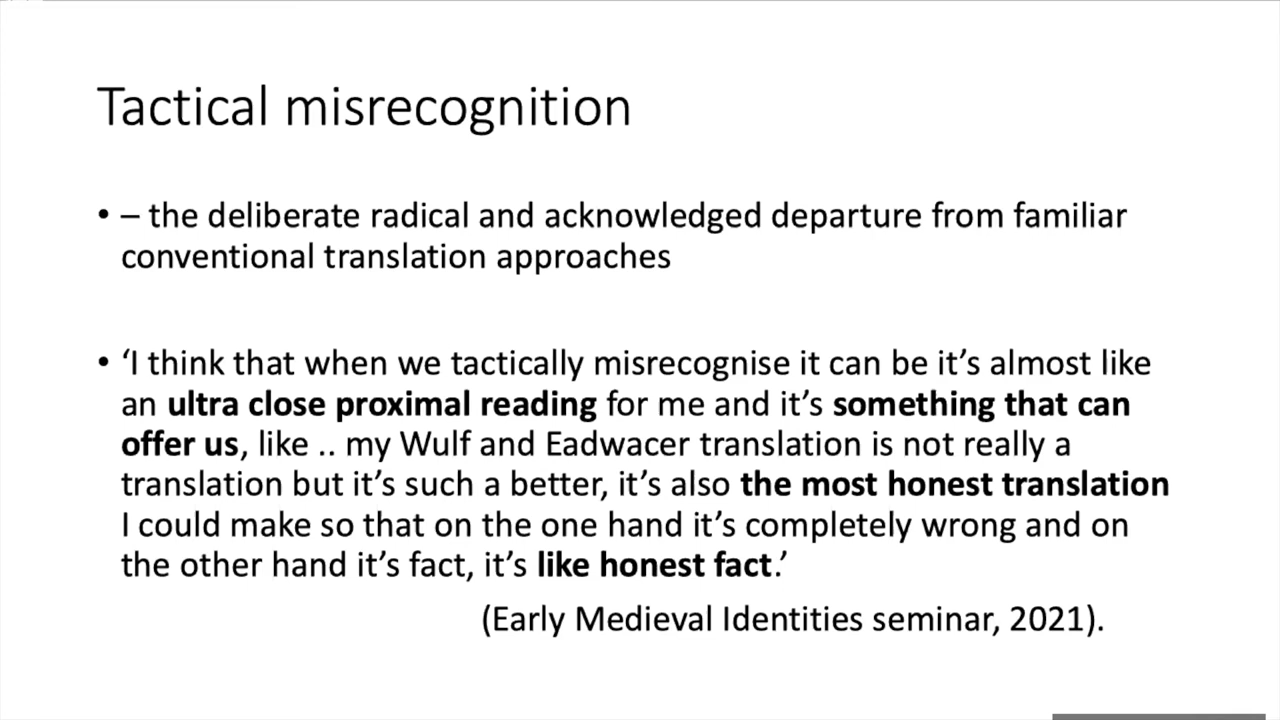 Tactical misrecognition
• – the deliberate radical and acknowledged departure from familiar
conventional translation approaches
• ‘I think that when we tactically misrecognise it can be it’s almost like
an ultra close proximal reading for me and it’s something that can
offer us, like .. my Wulf and Eadwacer translation is not really a
translation but it’s such a better, it’s also the most honest translation
I could make so that on the one hand it’s completely wrong and on
the other hand it’s fact, it’s like honest fact.’
(Early Medieval Identities seminar, 2021).